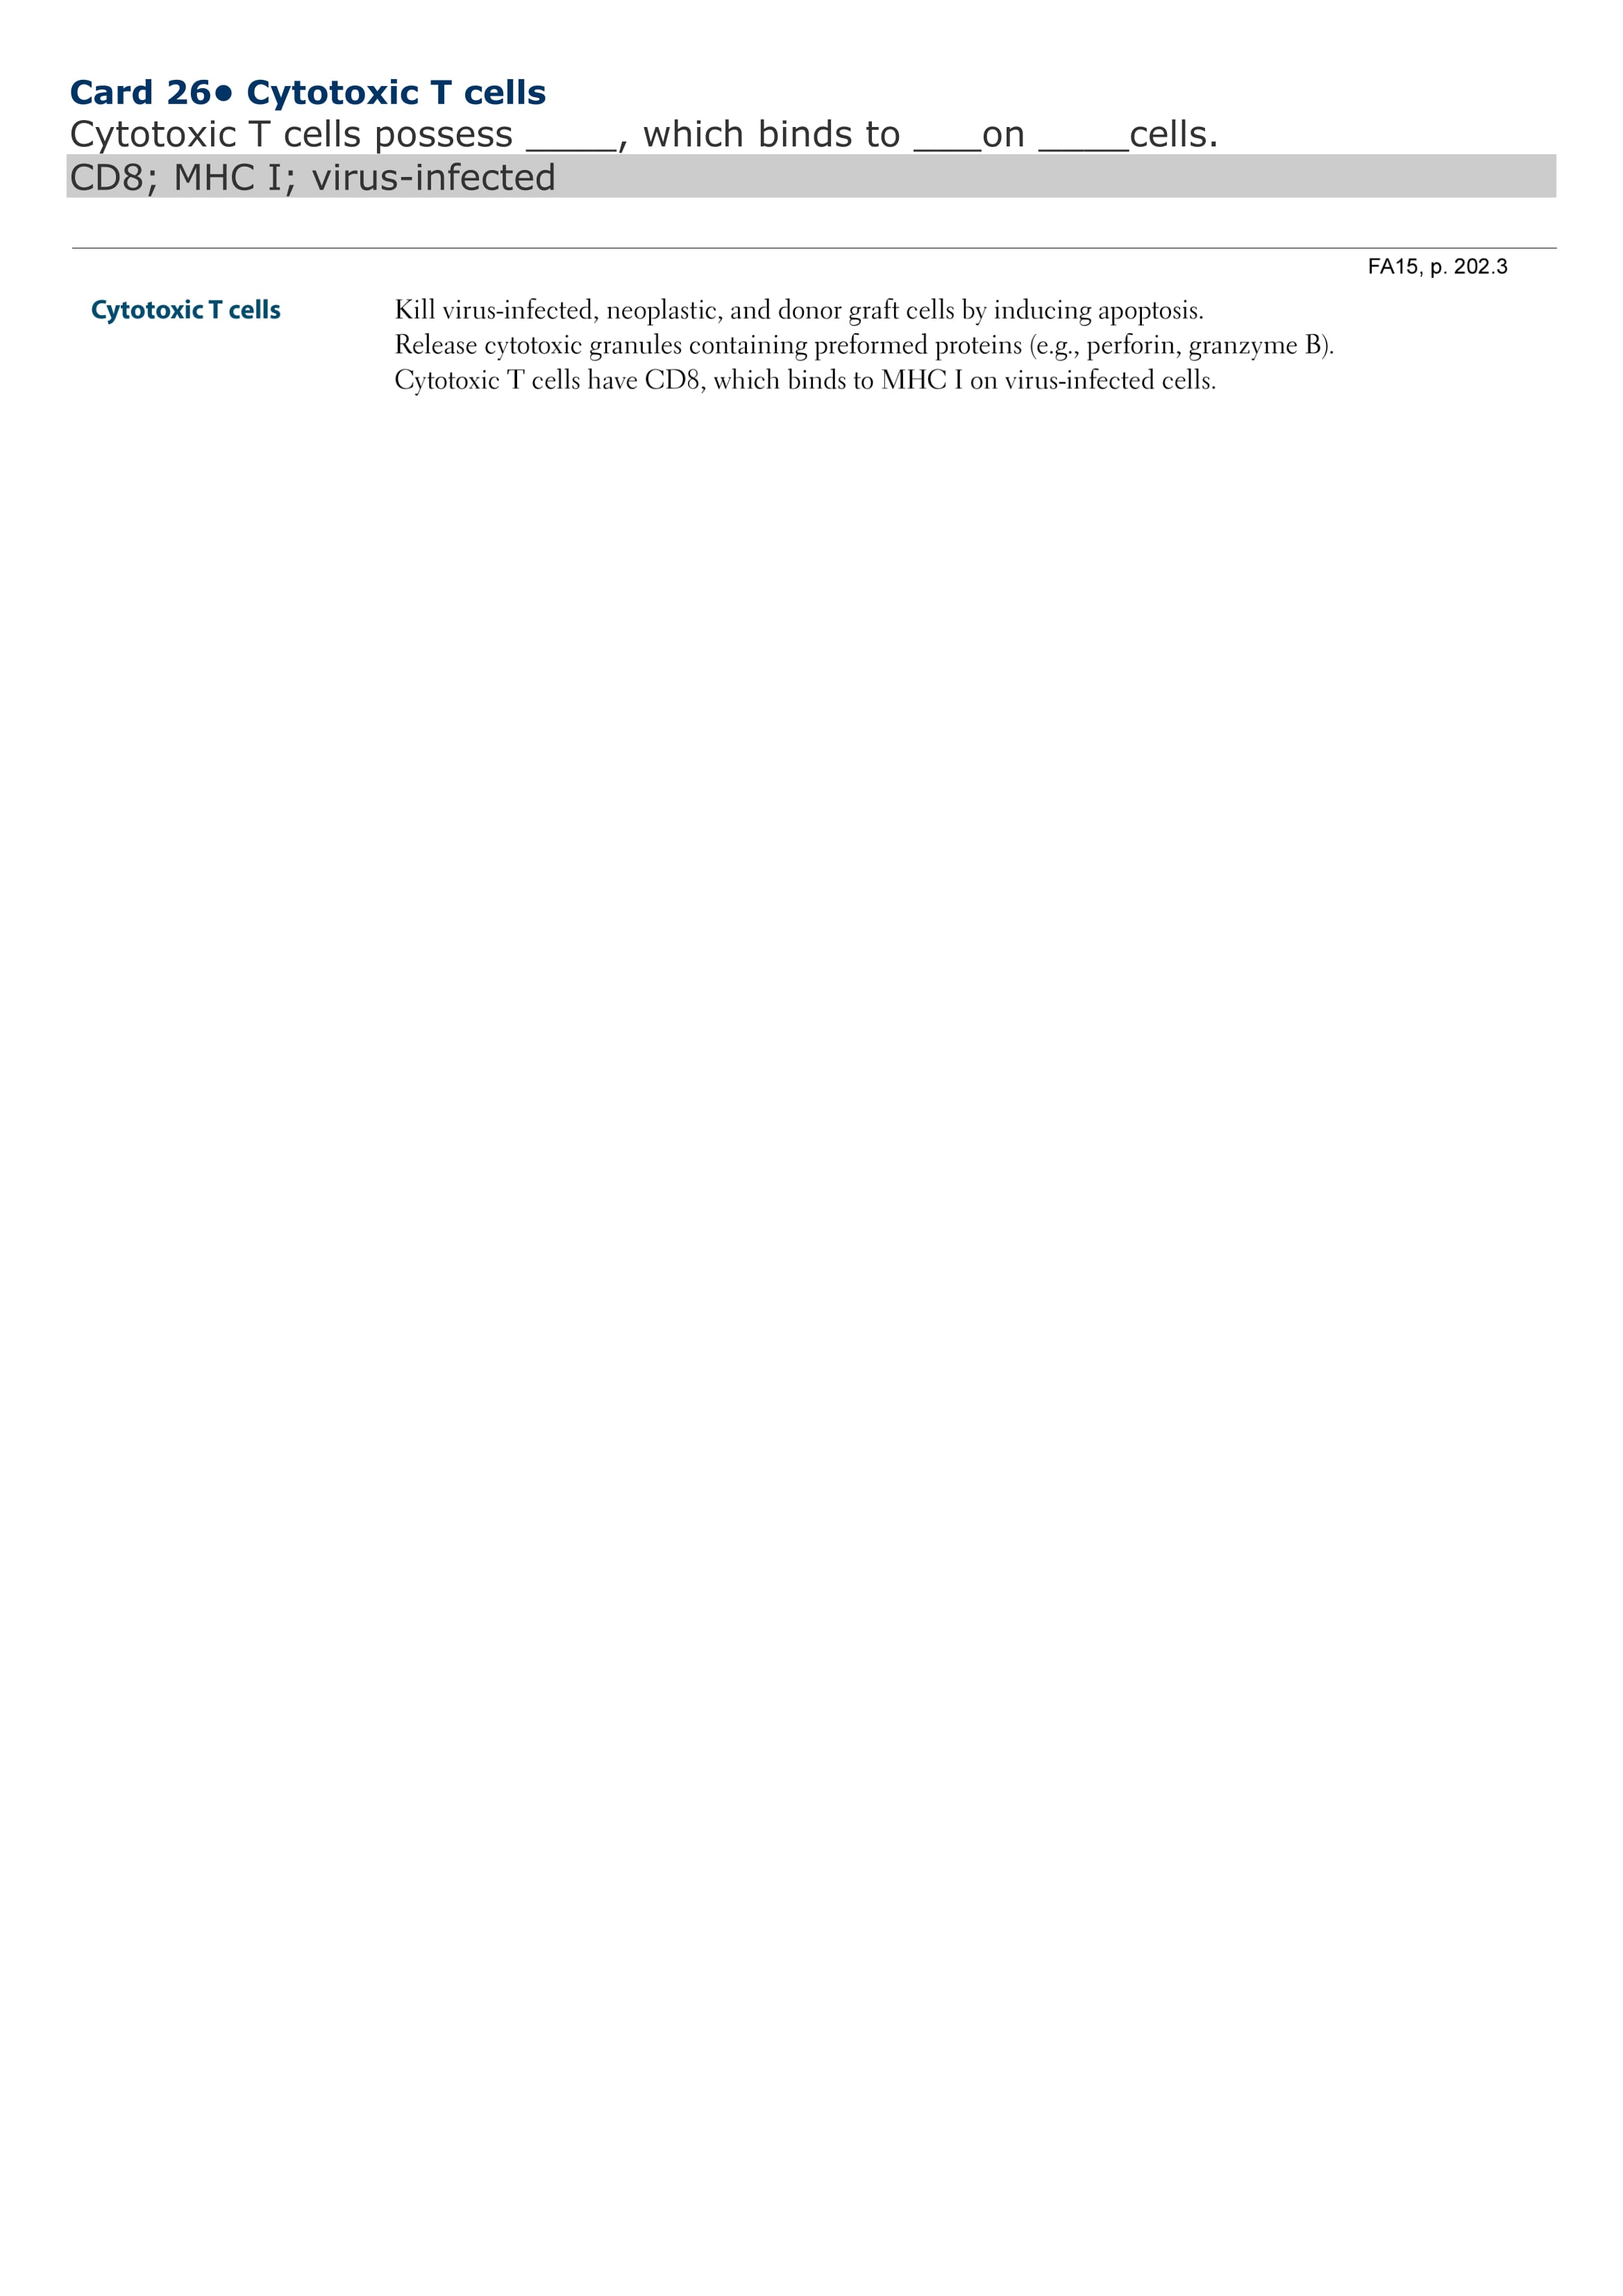 Card 26● Cytotoxic T cells
Cytotoxic T cells possess _____, which binds to ____on _____cells.
CD8; MHC I; virus-infected
FA15, p. 202.3
Cytotoxic T cells
Kill virus-infected, neoplastic, and donor graft cells by inducing apoptosis.
Release cytotoxic granules containing preformed proteins (e.g., perforin, granzyme B).
Cytotoxic T cells have CD8, which binds to MHC I on virus-infected cells.